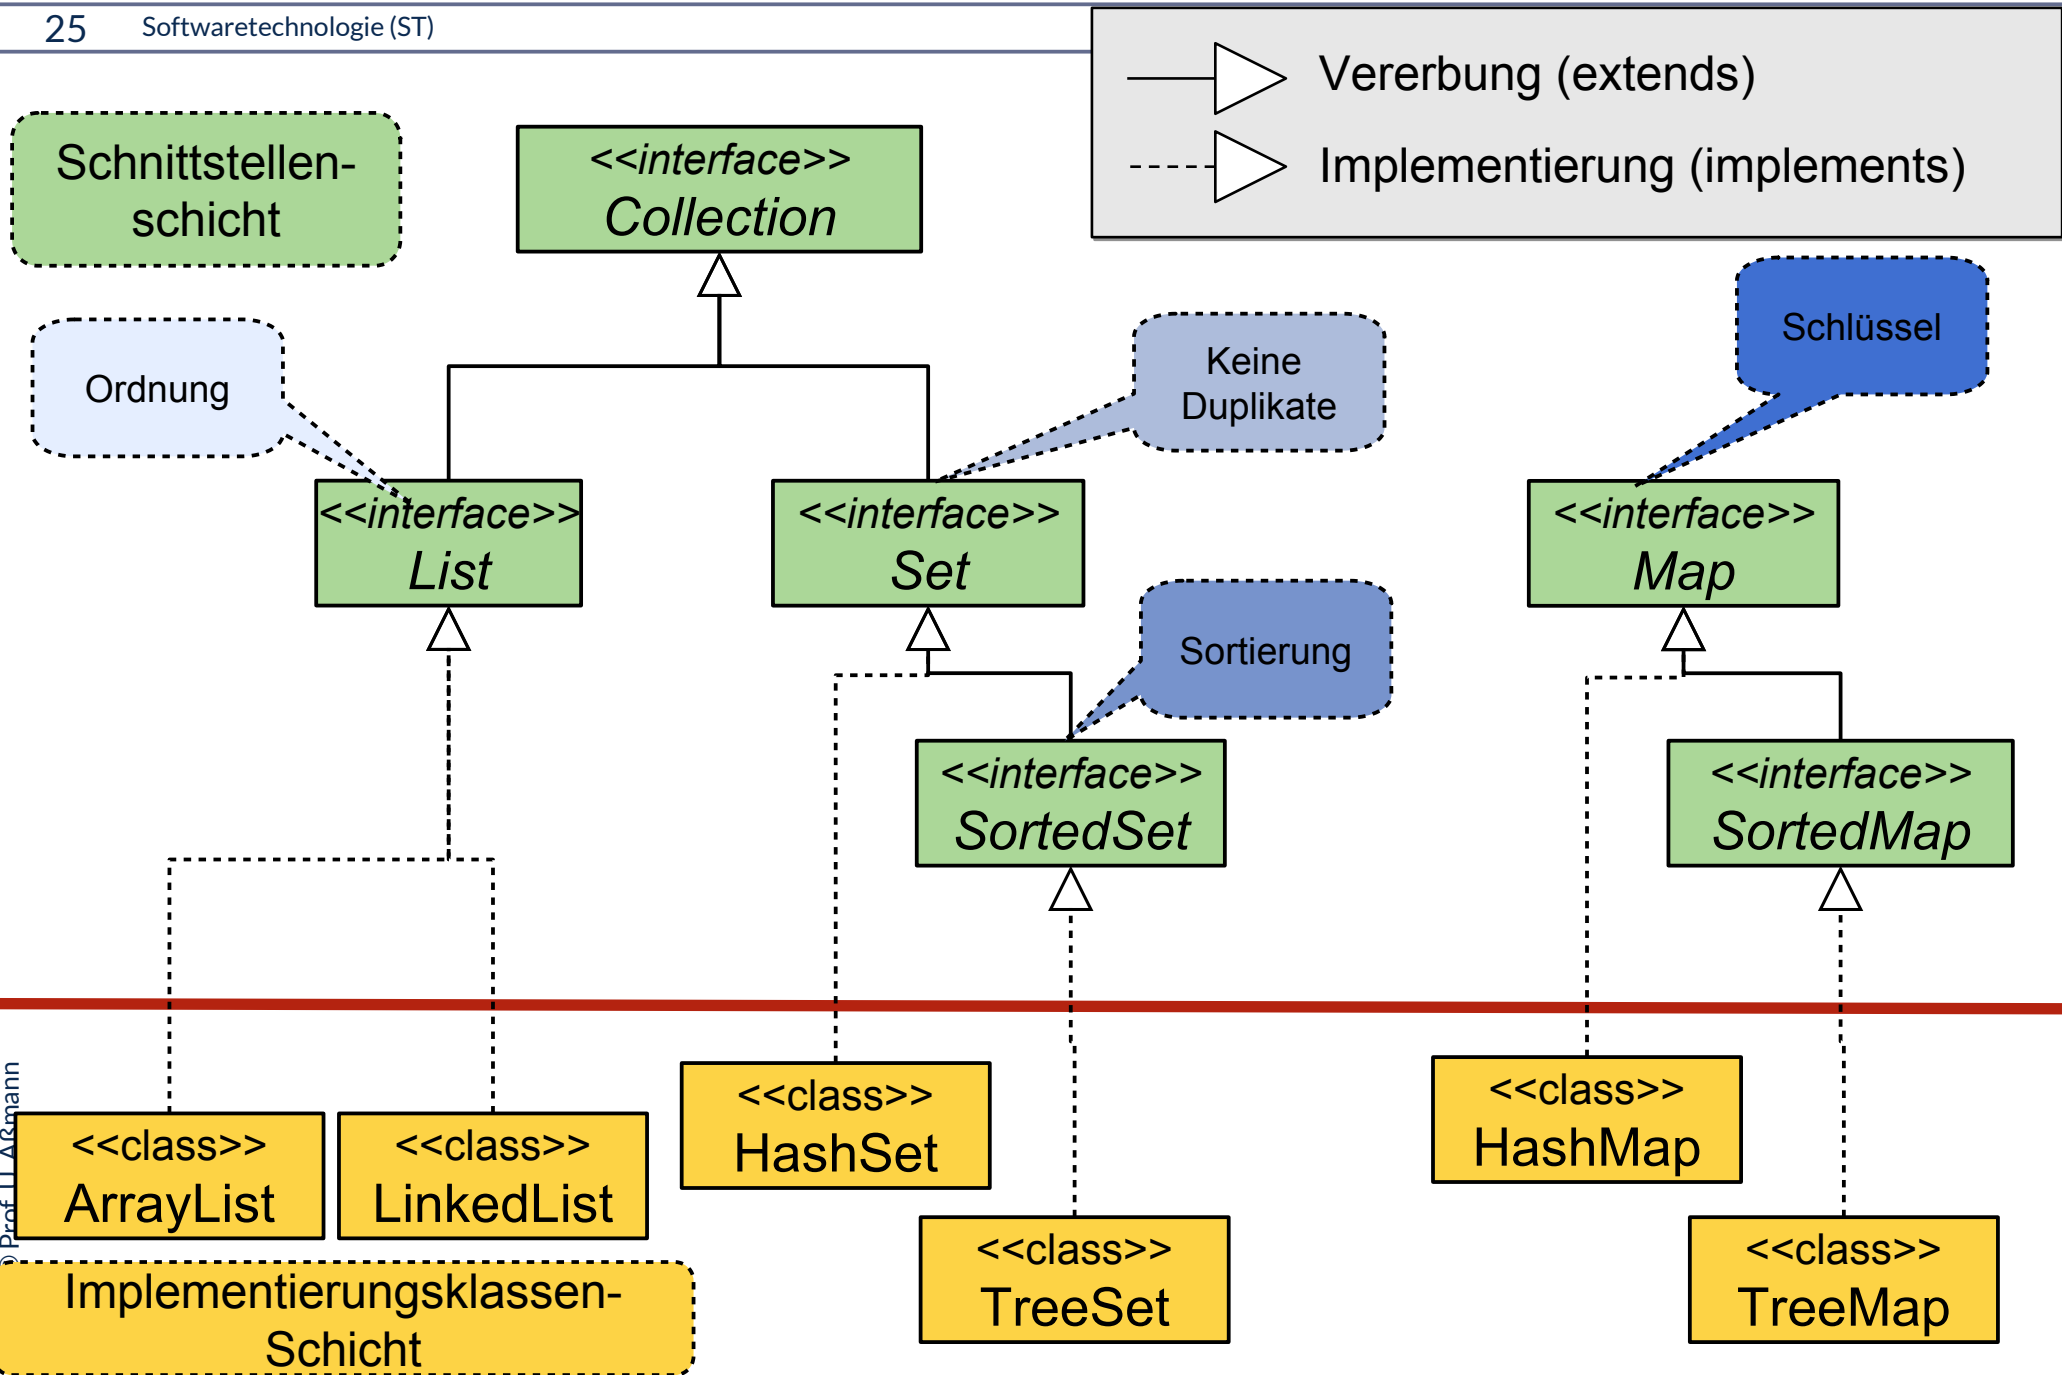 25 Softwaretechnologie (ST)
Vererbung (extends)
Implementierung (implements)
Schnittstellen-
schicht
<<interface>>
Collection
Ordnung
Keine
Duplikate
Schlüssel
<<interface>>
List
<<interface>>
Set
<<interface>>
Map
Sortierung
<<interface>>
SortedSet
<<interface>>
SortedMap
<<class>>
ArrayList
<<class>>
LinkedList
<<class>>
HashSet
<<class>>
TreeSet
<<class>>
HashMap
<<class>>
TreeMap
Implementierungsklassen-
Schicht
© Prof. U. Aßmann